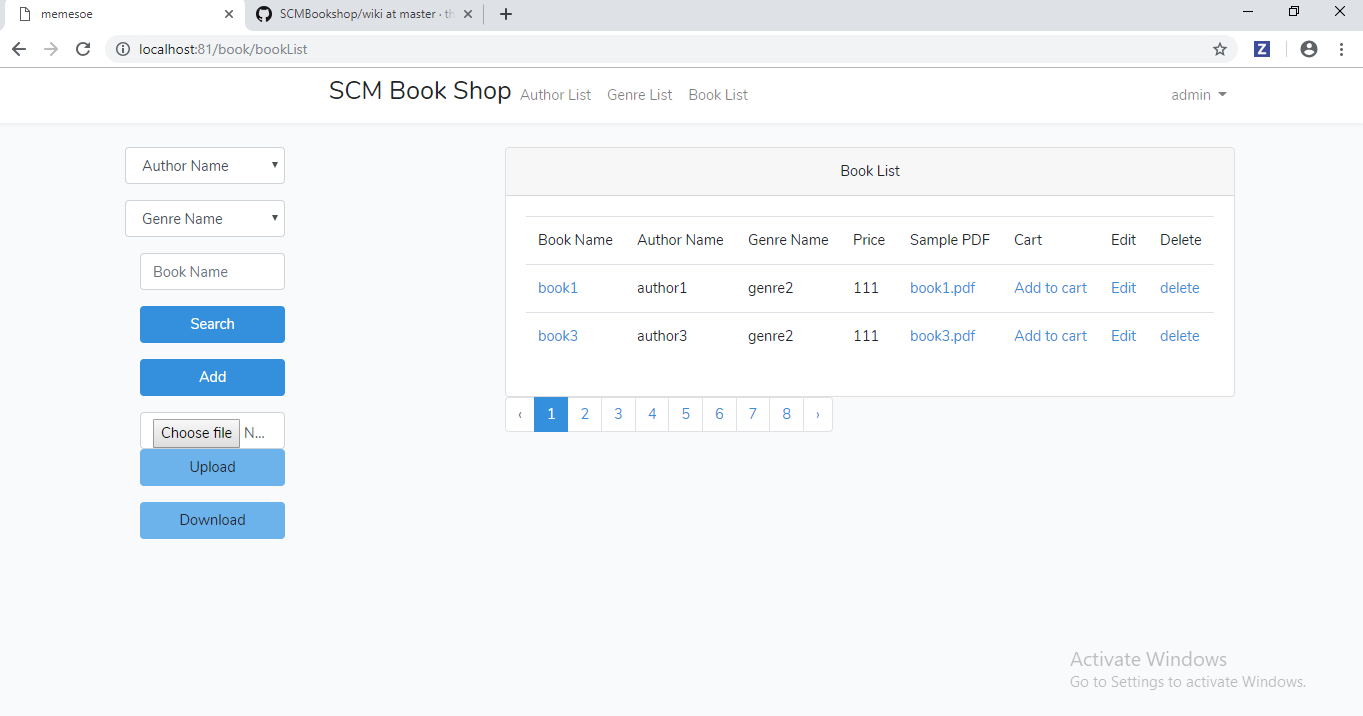 memesoe
SCMBookshop/wiki at master · th
localhost:81/book/bookList
Z
SCM Book Shop Author List Genre List Book List admin
Author Name
Genre Name
Book Name
Search
Add
Choose file N...
Upload
Download
Book List
Book Name Author Name Genre Name Price Sample PDF Cart Edit Delete
book1 author1 genre2 111 book1.pdf Add to cart Edit delete
book3 author3 genre2 111 book3.pdf Add to cart Edit delete
‹ 1 2 3 4 5 6 7 8 ›
Activate Windows
Go to Settings to activate Windows.